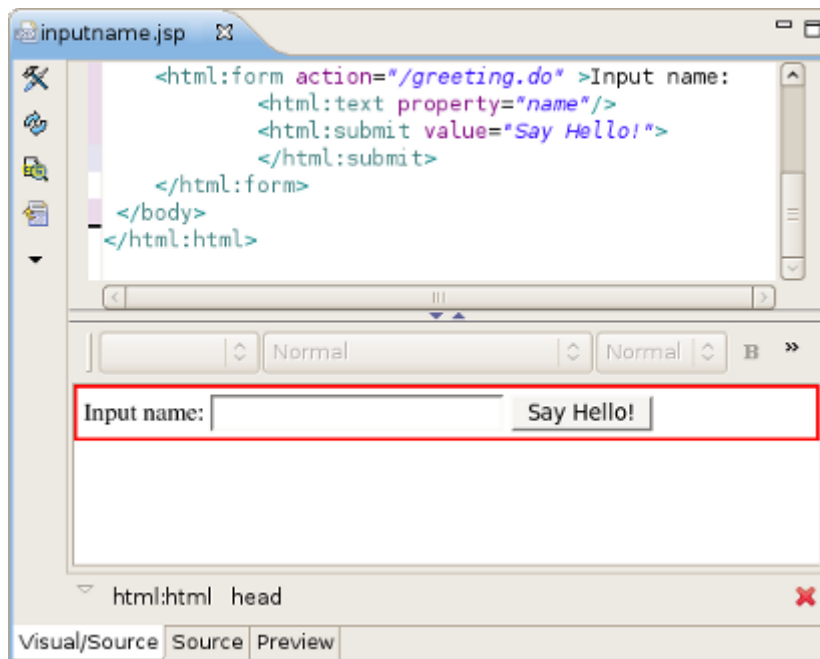 inputname.jsp
<html:form action="/greeting.do" >Input name:
<html:text property="name"/>
<html:submit value="Say Hello!">
</html:submit>
</html:form>
</body>
</html:html>
Normal Normal B »
Input name: Say Hello!
html:html head
Visual/Source Source Preview